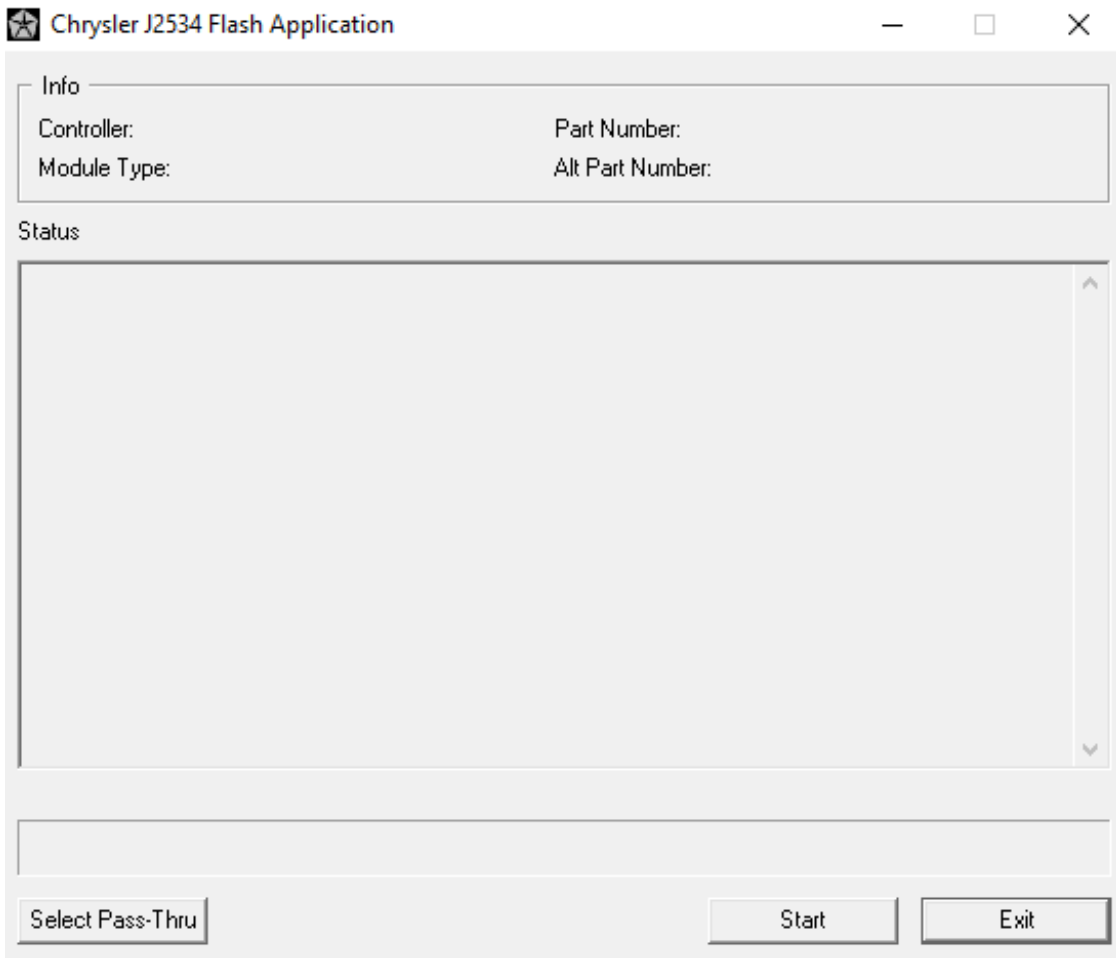 Chrysler J2534 Flash Application
Info
Controller: Part Number:
Module Type: Alt Part Number:
Status
Select Pass-Thru Start Exit